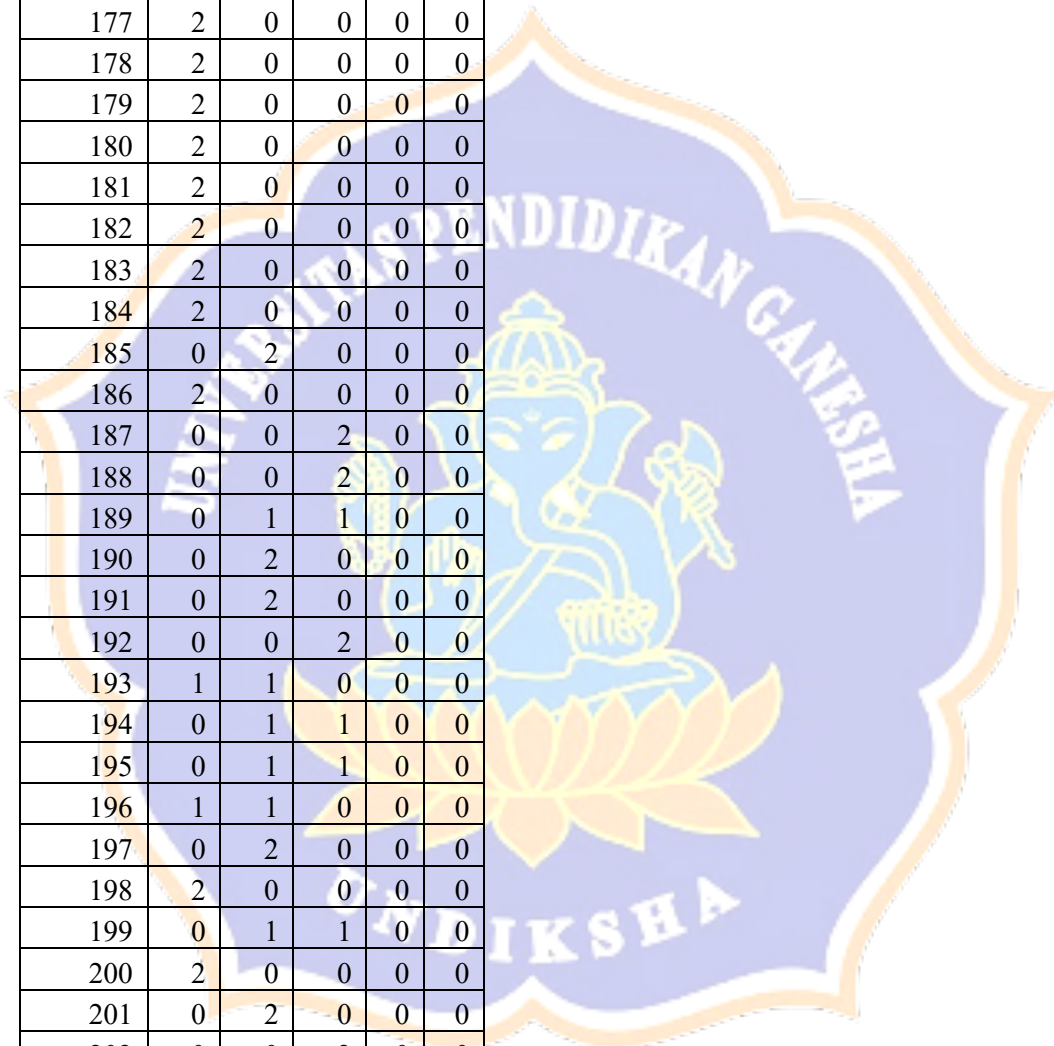 177 2 0 0 0 0
178 2 0 0 0 0
179 2 0 0 0 0
180 2 0 0 0 0
181 2 0 0 0 0
182 2 0 0 0 0
183 2 0 0 0 0
184 2 0 0 0 0
185 0 2 0 0 0
186 2 0 0 0 0
187 0 0 2 0 0
188 0 0 2 0 0
189 0 1 1 0 0
190 0 2 0 0 0
191 0 2 0 0 0
192 0 0 2 0 0
193 1 1 0 0 0
194 0 1 1 0 0
195 0 1 1 0 0
196 1 1 0 0 0
197 0 2 0 0 0
198 2 0 0 0 0
199 0 1 1 0 0
200 2 0 0 0 0
201 0 2 0 0 0
UNIVERSITAS PENDIDIKAN GANESHA
UNDIKSHA